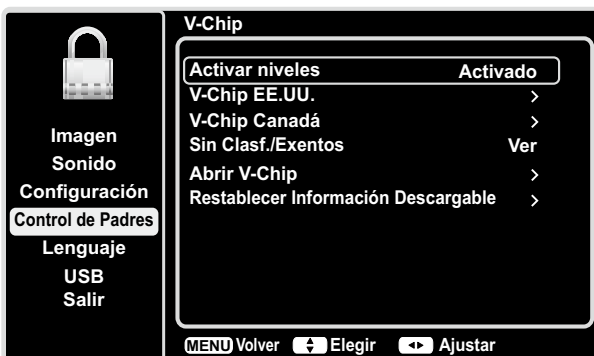 Imagen
Sonido
Configuración
Control de Padres
Lenguaje
USB
Salir
V-Chip
Activar niveles Activado
V-Chip EE.UU. >
V-Chip Canadá >
Sin Clasf./Exentos Ver
Abrir V-Chip >
Restablecer Información Descargable >
MENU Volver Elegir Ajustar